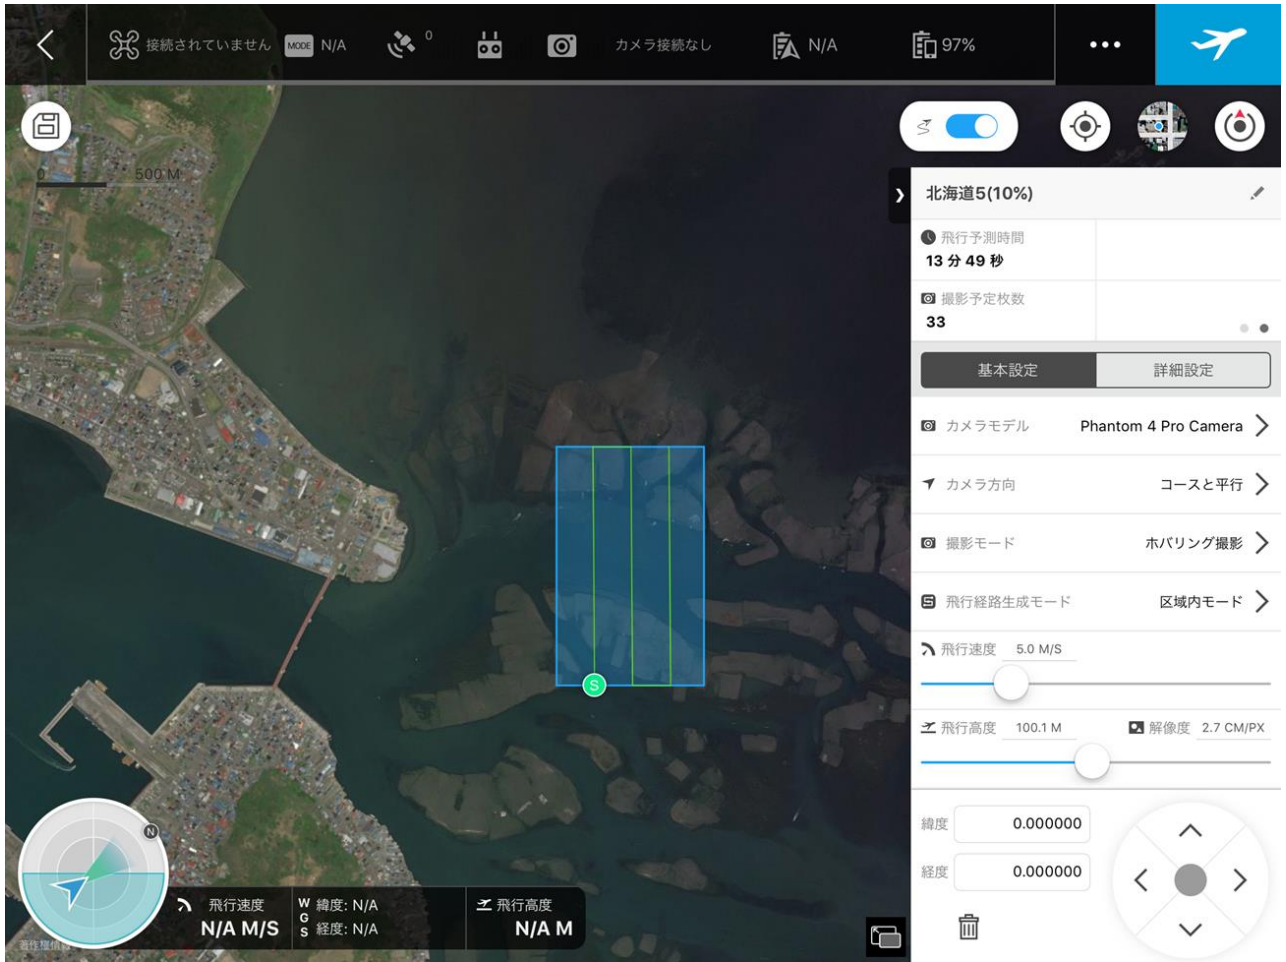 接続されていません MODE N/A 0 カメラ接続なし N/A 97%
0 500 M
北海道5(10%)
飛行予測時間
13 分 49 秒
撮影予定枚数
33
基本設定 詳細設定
カメラモデル Phantom 4 Pro Camera
カメラ方向 コースと平行
撮影モード ホバリング撮影
飛行経路生成モード 区域内モード
飛行速度 5.0 M/S
飛行高度 100.1 M 解像度 2.7 CM/PX
S
緯度 0.000000
経度 0.000000
N
飛行速度
N/A M/S
WGS 緯度: N/A
経度: N/A
飛行高度
N/A M